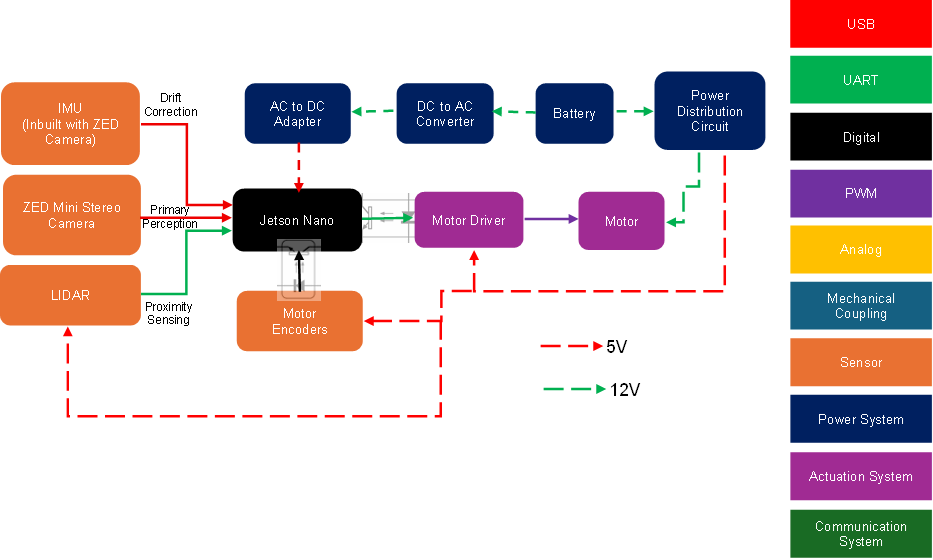 USB
UART
Digital
PWM
Analog
Mechanical
Coupling
Sensor
Power System
Actuation System
Communication
System
IMU
(Inbuilt with ZED
Camera)
Drift
Correction
AC to DC
Adapter
DC to AC
Converter
Battery
Power
Distribution
Circuit
ZED Mini Stereo
Camera
Primary
Perception
Jetson Nano
Motor Driver
Motor
LIDAR
Proximity
Sensing
Motor
Encoders
5V
12V